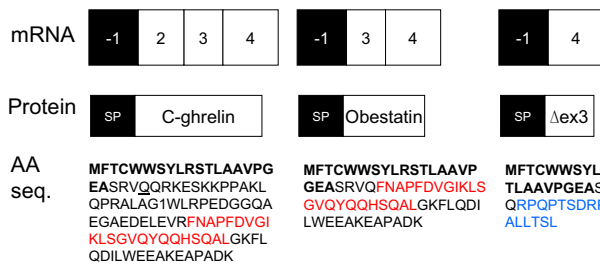 mRNA
-1 2 3 4
-1 3 4
-1 4
Protein
SP C-ghrelin
SP Obestatin
SP Δex3
AA
seq.
MFTCWWSYLRSTLAAVPG
EASRVQQRKESKKPPAKL
QPRALAG1WLRPEDGGQA
EGAEDELEVRFNAPFDVGI
KLSGVQYQQHSQALGKFL
QDILWEEAKEAPADK
MFTCWWSYLRSTLAAVP
GEASRVQFNAPFDVGIKLS
GVQYQQHSQALGKFLQDI
LWEEAKEAPADK
MFTCWWSYL
TLAAVPGEAS
QRPQPTSDRF
ALLTSL